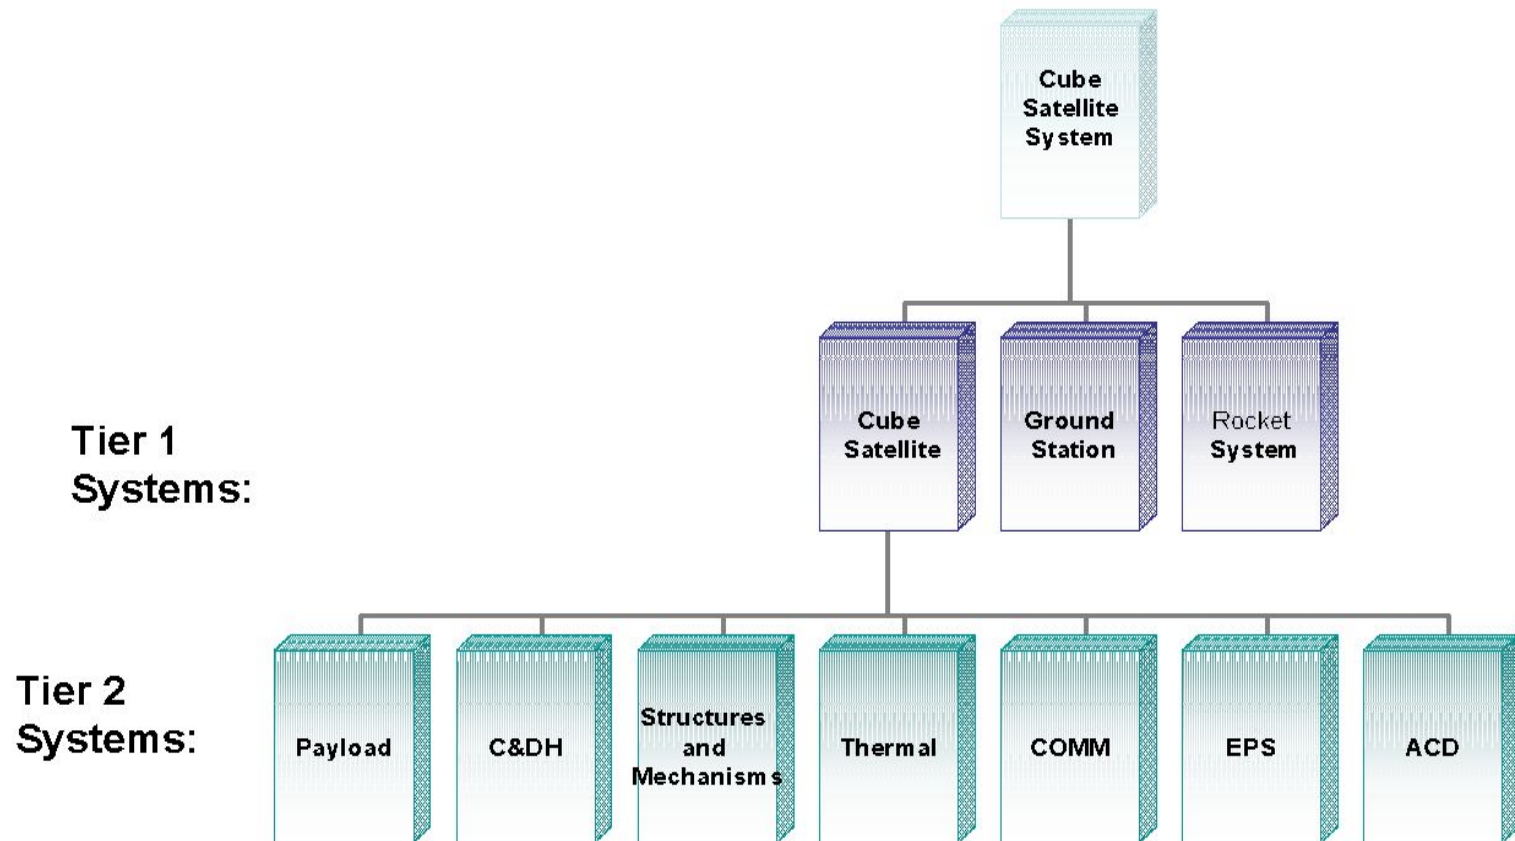 Cube
Satellite
System
Tier 1
Systems:
Cube
Satellite
Ground
Station
Rocket
System
Tier 2
Systems:
Payload
C&DH
Structures
and
Mechanisms
Thermal
COMM
EPS
ACD